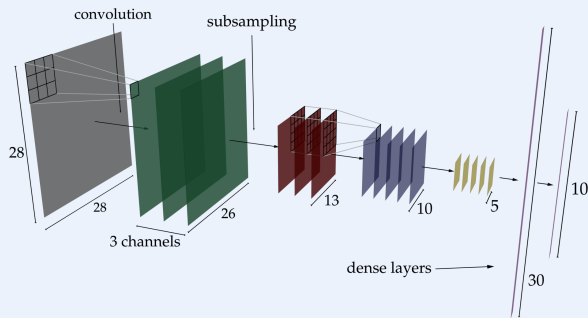 convolution
subsampling
28
28
3 channels
26
13
10
5
10
dense layers
30